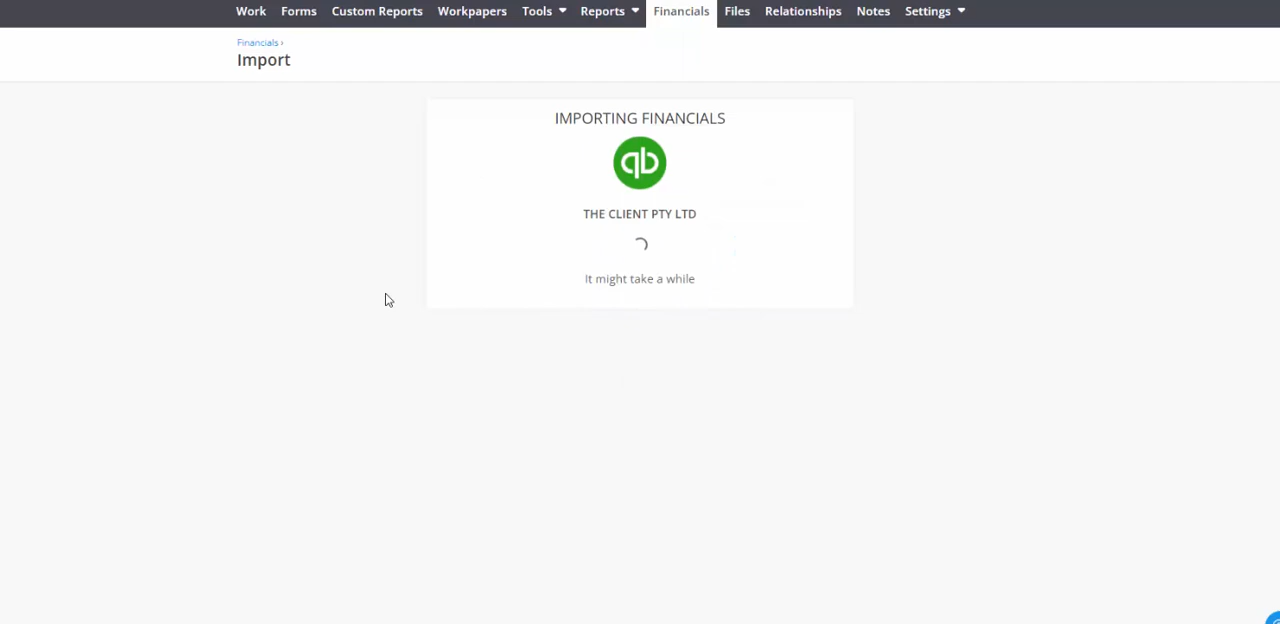 Work Forms Custom Reports Workpapers Tools Reports Financials Files Relationships Notes Settings
Financials ›
Import
IMPORTING FINANCIALS
qb
THE CLIENT PTY LTD
It might take a while